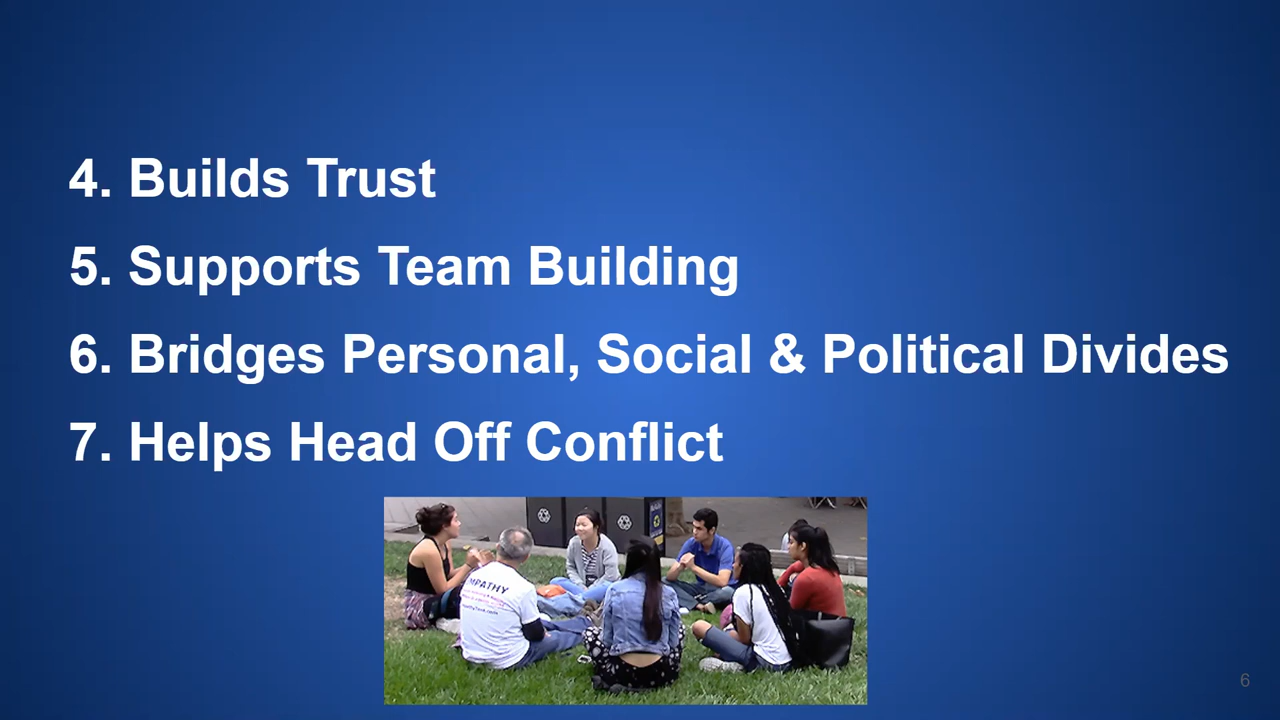 4. Builds Trust
5. Supports Team Building
6. Bridges Personal, Social & Political Divides
7. Helps Head Off Conflict
MPATHY
6